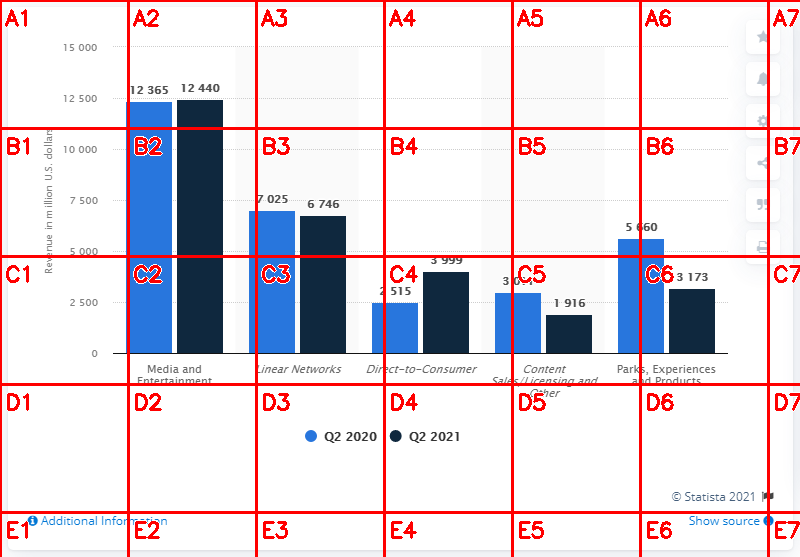 15 000
12 500
10 000
7 500
5 000
2 500
0
Revenue in million U.S. dollars
12 365
12 440
7 025
6 746
2 515
3 999
1 916
5 660
3 173
Media and
Entertainment
Linear Networks
Direct-to-Consumer
Content
Sales/Licensing and
Other
Parks, Experiences
and Products
Q2 2020
Q2 2021
© Statista 2021
Additional Information
Show source
A1 A2 A3 A4 A5 A6 A7
B1 B2 B3 B4 B5 B6 B7
C1 C2 C3 C4 C5 C6 C7
D1 D2 D3 D4 D5 D6 D7
E1 E2 E3 E4 E5 E6 E7